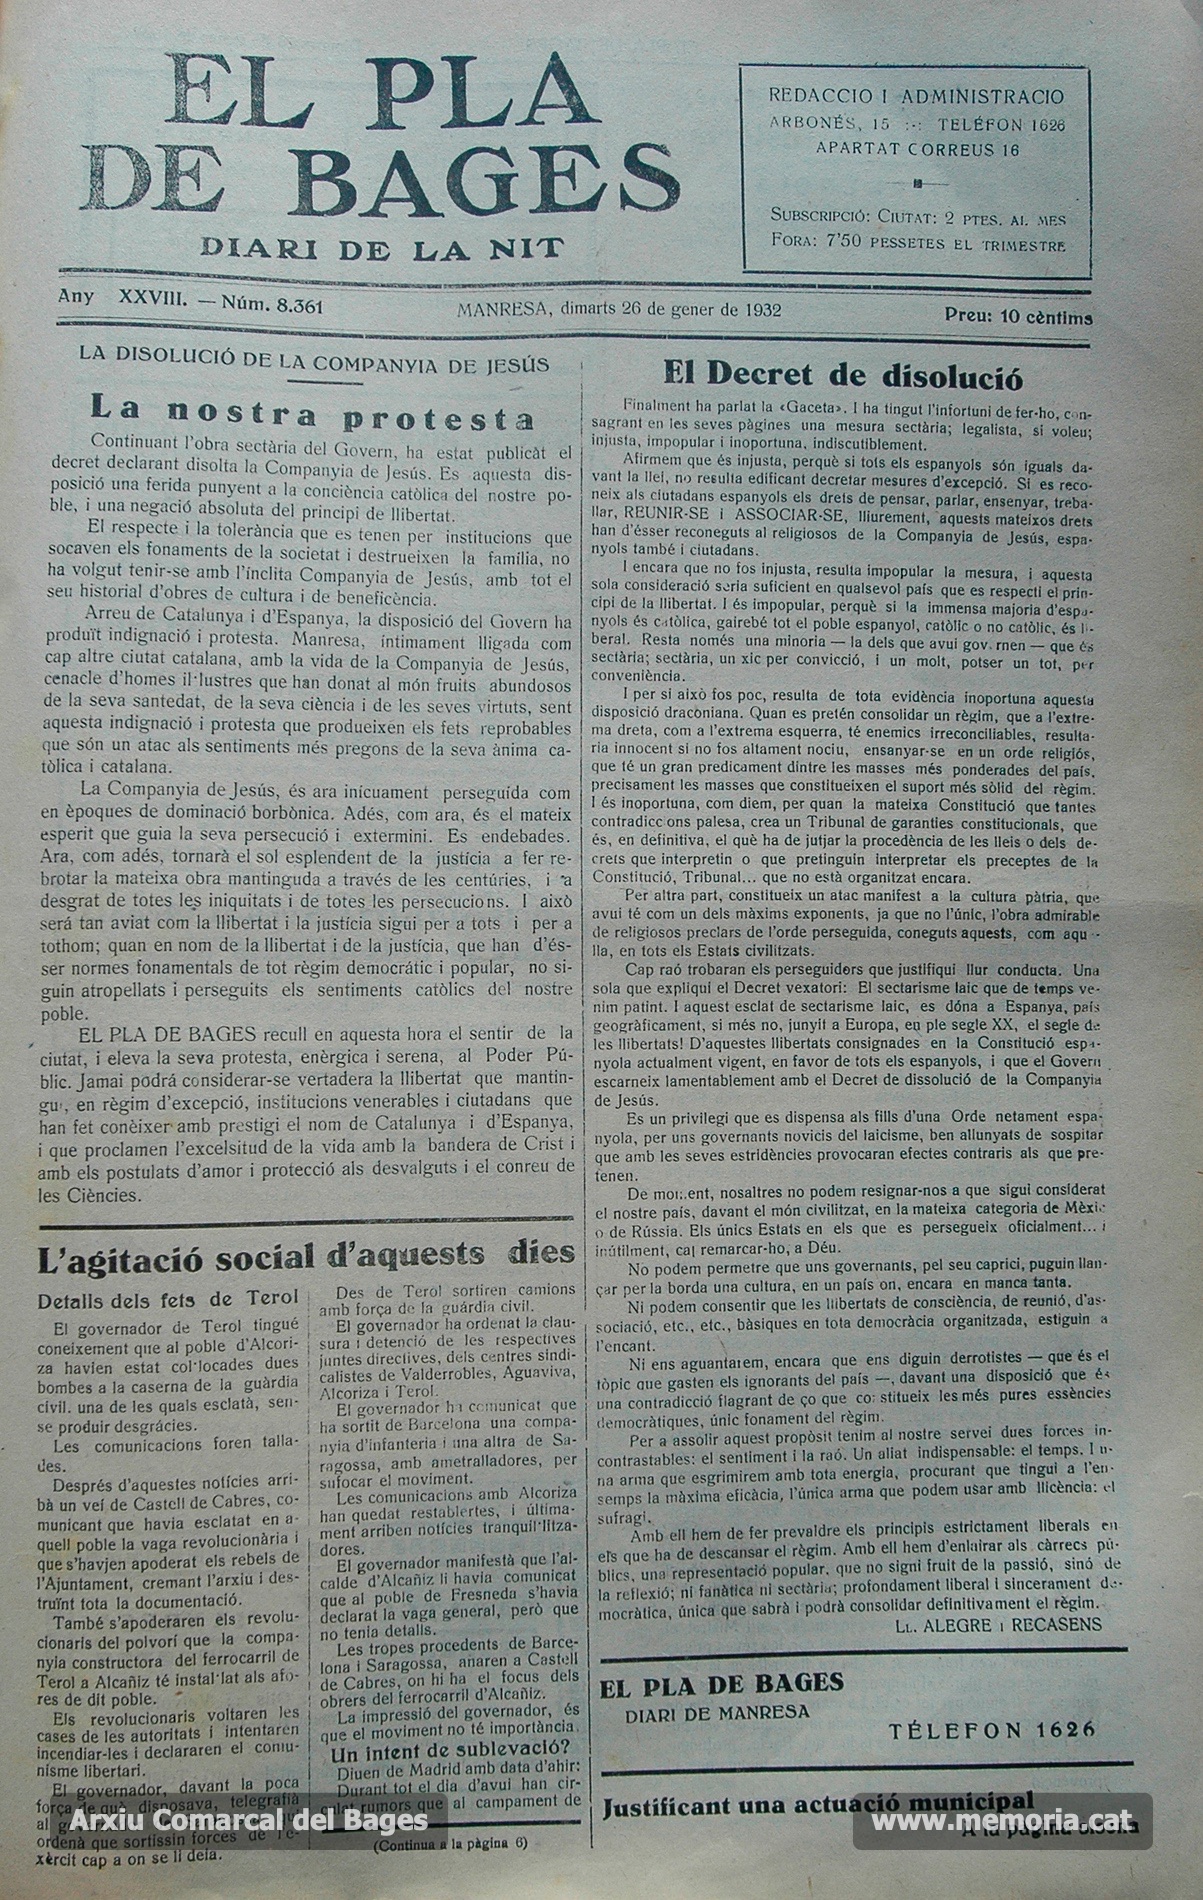 EL PLA
DE BAGES
DIARI DE LA NIT
REDACCIO I ADMINISTRACIO
ARBONÉS, 15 :-: TELÉFON 1626
APARTAT CORREUS 16
SUBSCRIPCIÓ: CIUTAT: 2 PTES. AL MES
FORA: 7'50 PESSETES EL TRIMESTRE
Any XXVIII. — Núm. 8.361
MANRESA, dimarts 26 de gener de 1932
Preu: 10 cèntims
LA DISOLUCIÓ DE LA COMPANYIA DE JESÚS
La nostra protesta
Continuant l'obra sectària del Govern, ha estat publicàt el
decret declarant disolta la Companyia de Jesús. Es aquesta dis-
posició una ferida punyent a la conciència catòlica del nostre po-
ble, i una negació absoluta del principi de llibertat.
El respecte i la tolerància que es tenen per institucions que
socaven els fonaments de la societat i destrueixen la família, no
ha volgut tenir-se amb l'ínclita Companyia de Jesús, amb tot el
seu historial d'obres de cultura i de beneficència.
Arreu de Catalunya i d'Espanya, la disposició del Govern ha
produït indignació i protesta. Manresa, íntimament lligada com
cap altre ciutat catalana, amb la vida de la Companyia de Jesús,
cenacle d'homes il·lustres que han donat al món fruits abundosos
de la seva santedat, de la seva ciència i de les seves virtuts, sent
aquesta indignació i protesta que produeixen els fets reprobables
que són un atac als sentiments més pregons de la seva ànima ca-
tòlica i catalana.
La Companyia de Jesús, és ara inicuament perseguida com
en èpoques de dominació borbònica. Adés, com ara, és el mateix
esperit que guia la seva persecució i extermini. Es endebades.
Ara, com adés, tornarà el sol esplendent de la justícia a fer re-
brotar la mateixa obra mantinguda a través de les centúries, i a
desgrat de totes les iniquitats i de totes les persecucions. I això
será tan aviat com la llibertat i la justícia sigui per a tots i per a
tothom; quan en nom de la llibertat i de la justícia, que han d'és-
ser normes fonamentals de tot règim democrátic i popular, no si-
guin atropellats i perseguits els sentiments catòlics del nostre
poble.
EL PLA DE BAGES recull en aquesta hora el sentir de la
ciutat, i eleva la seva protesta, enèrgica i serena, al Poder Pú-
blic. Jamai podrá considerar-se vertadera la llibertat que mantin-
gui, en règim d'excepció, institucions venerables i ciutadans que
han fet conèixer amb prestigi el nom de Catalunya i d'Espanya,
i que proclamen l'excelsitud de la vida amb la bandera de Crist i
amb els postulats d'amor i protecció als desvalguts i el conreu de
les Ciències.
L'agitació social d'aquests dies
Detalls dels fets de Terol
El governador de Terol tingué
coneixement que al poble d'Alcori-
za havien estat col·locades dues
bombes a la caserna de la guàrdia
civil. una de les quals esclatà, sen-
se produir desgràcies.
Les comunicacions foren talla-
des.
Després d'aquestes notícies arri-
bà un veí de Castell de Cabres, co-
municant que havia esclatat en a-
quell poble la vaga revolucionària i
que s'havjen apoderat els rebels de
l'Ajuntament, cremant l'arxiu i des-
truínt tota la documentació.
També s'apoderaren els revolu-
cionaris del polvorí que la compa-
nyia constructora del ferrocarril de
Terol a Alcañiz té instal·lat als afo-
res de dit poble.
Els revolucionaris voltaren les
cases de les autoritats i intentaren
incendiar-les i declararen el comu-
nisme libertari.
El governador, davant la poca
força de què disposava, telegrafià
al
ordenà que sortissin forces de l'e-
xèrcit cap a on se li deia.
Des de Terol sortiren camions
amb força de la guárdia civil.
El governador ha ordenat la clau-
sura i detenció de les respectives
juntes directives, dels centres sindi-
calistes de Valderrobles, Aguaviva,
Alcoriza i Terol.
El governador ha comunicat que
ha sortit de Barcelona una compa-
nyia d'infanteria i una altra de Sa-
ragossa, amb ametralladores, per
sufocar el moviment.
Les comunicacions amb Alcoriza
han quedat restablertes, i última-
ment arriben notícies tranquil·litza-
dores.
El governador manifestà que l'al-
calde d'Alcañiz li havia comunicat
que al poble de Fresneda s'havia
declarat la vaga general, però que
no tenia detalls.
Les tropes procedents de Barce-
lona i Saragossa, anaren a Castell
de Cabres, on hi ha el focus dels
obrers del ferrocarril d'Alcañiz.
La impressió del governador, és
que el moviment no té importància.
Un intent de sublevació?
Diuen de Madrid amb data d'ahir:
Durant tot el dia d'avui han cir-
culat rumors que al campament de
(Continua a la pàgina 6)
El Decret de disolució
Finalment ha parlat la «Gaceta». I ha tingut l'infortuni de fer-ho, con-
sagrant en les seves pàgines una mesura sectària; legalista, si voleu;
injusta, impopular i inoportuna, indiscutiblement.
Afirmem que és injusta, perquè si tots els espanyols són iguals da-
vant la llei, no resulta edificant decretar mesures d'excepció. Si es reco-
neix als ciutadans espanyols els drets de pensar, parlar, ensenyar, treba-
llar, REUNIR-SE i ASSOCIAR-SE, lliurement, aquests mateixos drets
han d'ésser reconeguts al religiosos de la Companyia de Jesús, espa-
nyols també i ciutadans.
I encara que no fos injusta, resulta impopular la mesura, i aquesta
sola consideració seria suficient en qualsevol país que es respecti el prin-
cipi de la llibertat. I és impopular, perquè si la immensa majoria d'espa-
nyols és catòlica, gairebé tot el poble espanyol, catòlic o no catòlic, és li-
beral. Resta només una minoria — la dels que avui governen — que és
sectària; sectària, un xic per convicció, i un molt, potser un tot, per
conveniència.
I per si això fos poc, resulta de tota evidència inoportuna aquesta
disposició draconiana. Quan es pretén consolidar un règim, que a l'extre-
ma dreta, com a l'extrema esquerra, té enemics irreconciliables, resulta-
ria innocent si no fos altament nociu, ensanyar-se en un orde religiós,
que té un gran predicament dintre les masses més ponderades del país,
precisament les masses que constitueixen el suport més sòlid del règim.
I és inoportuna, com diem, per quan la mateixa Constitució que tantes
contradiccions palesa, crea un Tribunal de garanties constitucionals, que
és, en definitiva, el què ha de jutjar la procedència de les lleis o dels de-
crets que interpretin o que pretinguin interpretar els preceptes de la
Constitució, Tribunal... que no està organitzat encara.
Per altra part, constitueix un atac manifest a la cultura pàtria, que
avui té com un dels màxims exponents, ja que no l'únic, l'obra admirable
de religiosos preclars de l'orde perseguida, coneguts aquests, com aque-
lla, en tots els Estats civilitzats.
Cap raó trobaran els perseguidors que justifiqui llur conducta. Una
sola que expliqui el Decret vexatori: El sectarisme laic que de temps ve-
nim patint. I aquest esclat de sectarisme laic, es dóna a Espanya, país
geogràficament, si més no, junyit a Europa, en ple segle XX, el segle de
les llibertats! D'aquestes llibertats consignades en la Constitució espa-
nyola actualment vigent, en favor de tots els espanyols, i que el Govern
escarneix lamentablement amb el Decret de dissolució de la Companyia
de Jesús.
Es un privilegi que es dispensa als fills d'una Orde netament espa-
nyola, per uns governants novicis del laicisme, ben allunyats de sospitar
que amb les seves estridències provocaran efectes contraris als que pre-
tenen.
De moment, nosaltres no podem resignar-nos a que sigui considerat
el nostre país, davant el món civilitzat, en la mateixa categoria de Mèxic
o de Rússia. Els únics Estats en els que es persegueix oficialment... i
inútilment, cal remarcar-ho, a Déu.
No podem permetre que uns governants, pel seu caprici, puguin llan-
çar per la borda una cultura, en un país on, encara en manca tanta.
Ni podem consentir que les llibertats de consciència, de reunió, d'as-
sociació, etc., etc., bàsiques en tota democràcia organitzada, estiguin a
l'encant.
Ni ens aguantarem, encara que ens diguin derrotistes — que és el
tòpic que gasten els ignorants del país —, davant una disposició que és
una contradicció flagrant de ço que constitueix les més pures essències
democràtiques, únic fonament del règim.
Per a assolir aquest propòsit tenim al nostre servei dues forces in-
contrastables: el sentiment i la raó. Un aliat indispensable: el temps. I u-
na arma que esgrimirem amb tota energia, procurant que tingui a l'en-
semps la màxima eficàcia, l'única arma que podem usar amb llicència: el
sufragi.
Amb ell hem de fer prevaldre els principis estrictament liberals en
els que ha de descansar el règim. Amb ell hem d'enlairar als càrrecs pú-
blics, una representació popular, que no signi fruit de la passió, sinó de
la reflexió; ni fanàtica ni sectària; profondament liberal i sincerament de-
mocràtica, única que sabrà i podrà consolidar definitivament el règim.
LL. ALEGRE i RECASENS
EL PLA DE BAGES
DIARI DE MANRESA
TÉLEFON 1626
Justificant una actuació municipal
A la pàgina sisena
Arxiu Comarcal del Bages
www.memoria.cat